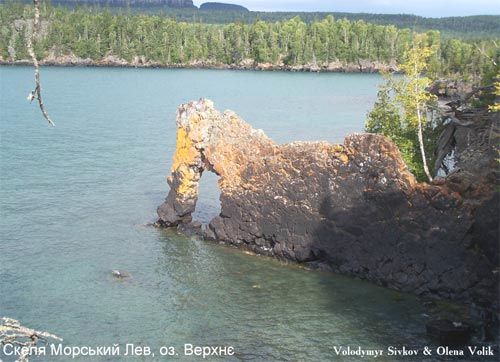 Скеля Морський Лев, оз. Верхнє
Volodymyr Sivkov & Olena Volik